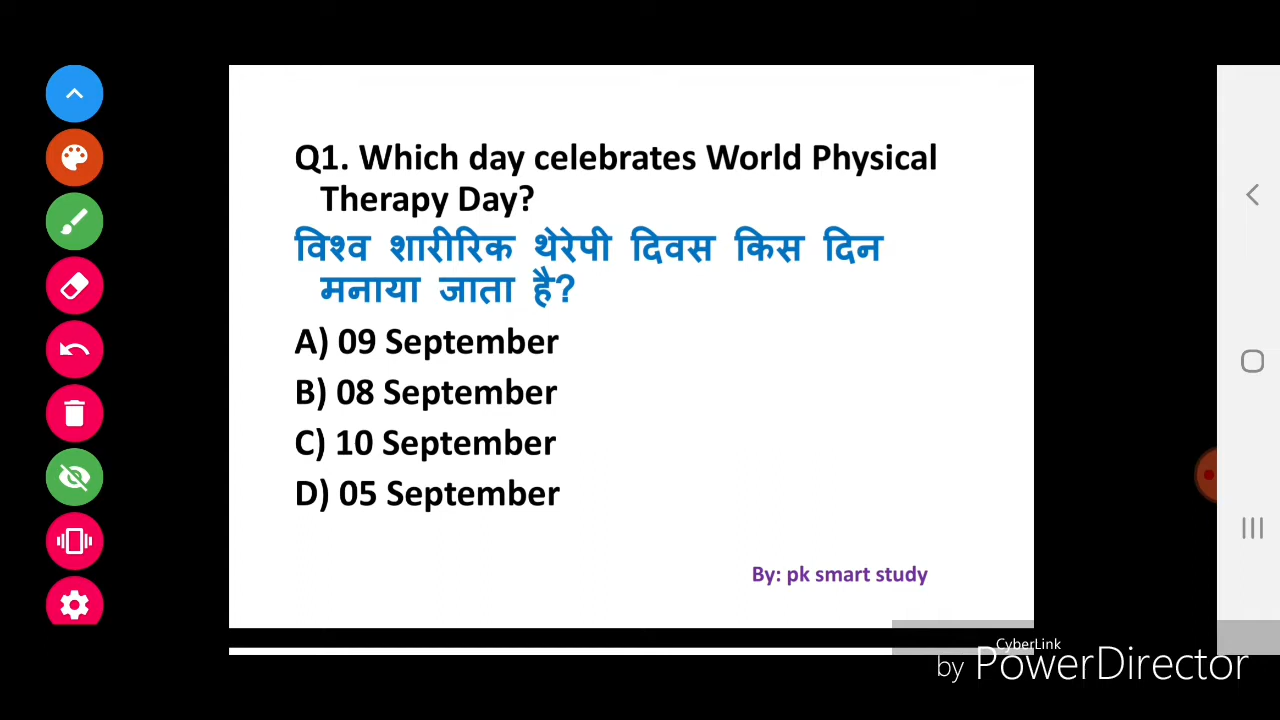 Q1. Which day celebrates World Physical
Therapy Day?
विश्व शारीरिक थेरेपी दिवस किस दिन
मनाया जाता है?
A) 09 September
B) 08 September
C) 10 September
D) 05 September
By: pk smart study
CyberLink
by PowerDirector